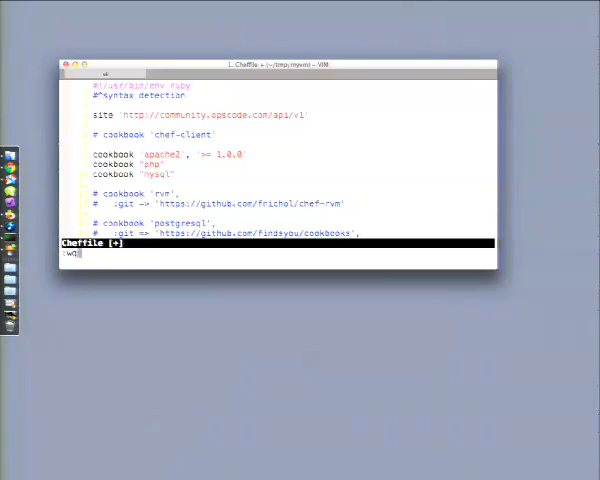 1. Cheffile + (~/tmp/myvin) - VIM
#!/usr/bin/env ruby
#^syntax detection
site 'http://community.opscode.com/api/v1'
# cookbook 'chef-client'
cookbook 'apache2', '>= 1.0.0'
cookbook "php"
cookbook "mysql"
# cookbook 'rvm',
#   :git => 'https://github.com/fnichol/chef-rvm'
# cookbook 'postgresql',
#   :git => 'https://github.com/findsyou/cookbooks',
Cheffile [+]
:wq